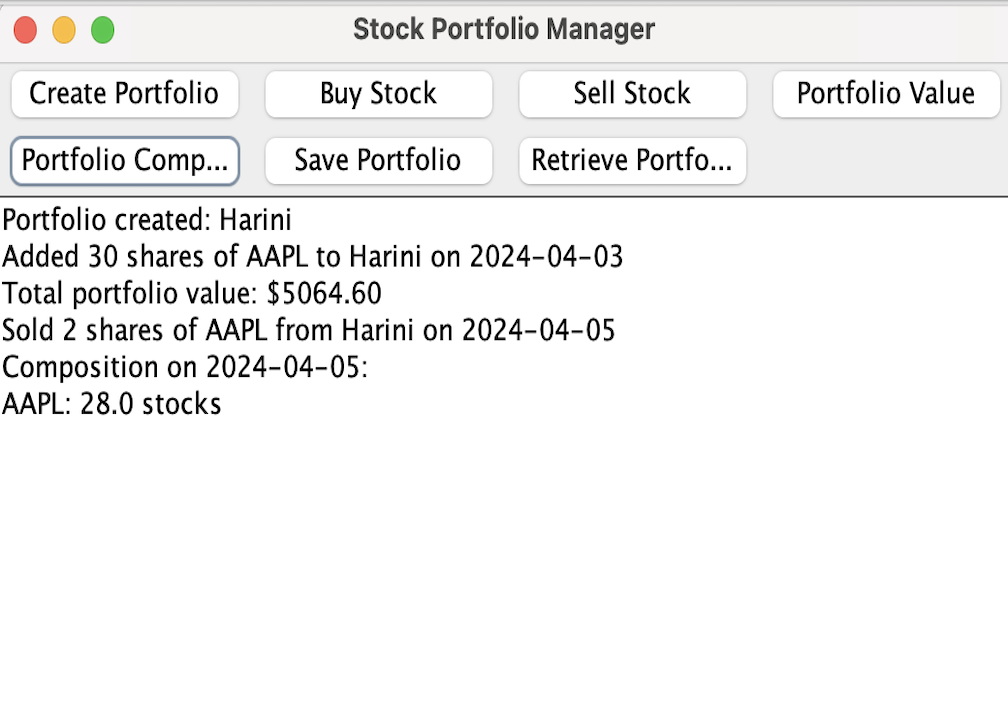 Stock Portfolio Manager
Create Portfolio Buy Stock Sell Stock Portfolio Value
Portfolio Comp... Save Portfolio Retrieve Portfo...
Portfolio created: Harini
Added 30 shares of AAPL to Harini on 2024-04-03
Total portfolio value: $5064.60
Sold 2 shares of AAPL from Harini on 2024-04-05
Composition on 2024-04-05:
AAPL: 28.0 stocks